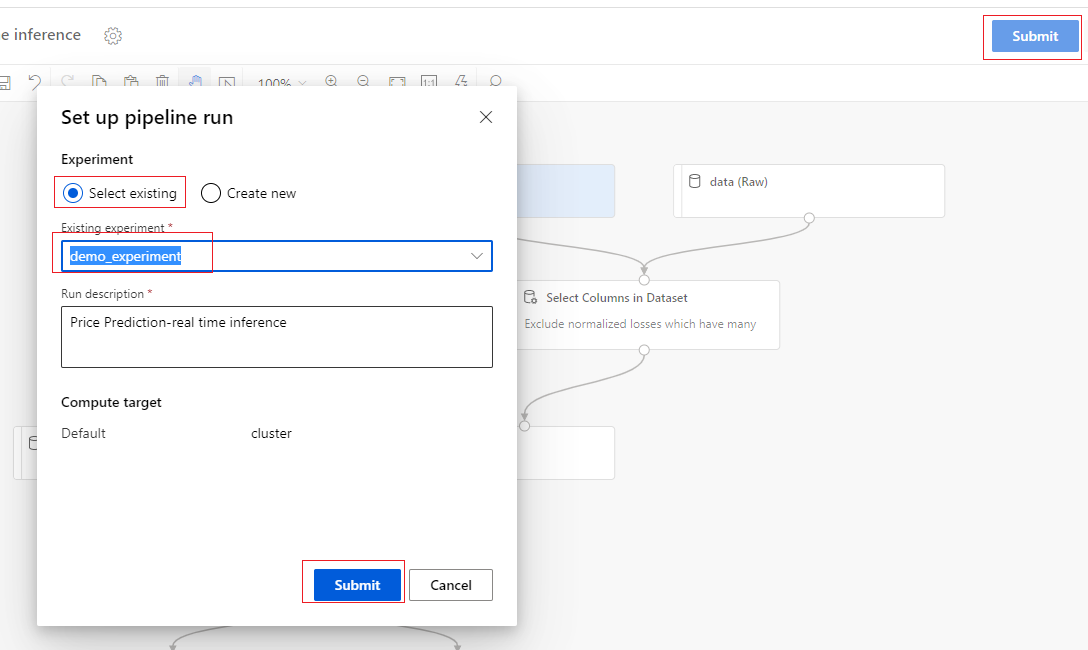 e inference
Submit
100%
1:1
Set up pipeline run
Experiment
Select existing
Create new
Existing experiment *
demo_experiment
Run description *
Price Prediction-real time inference
Compute target
Default
cluster
Submit
Cancel
data (Raw)
Select Columns in Dataset
Exclude normalized losses which have many